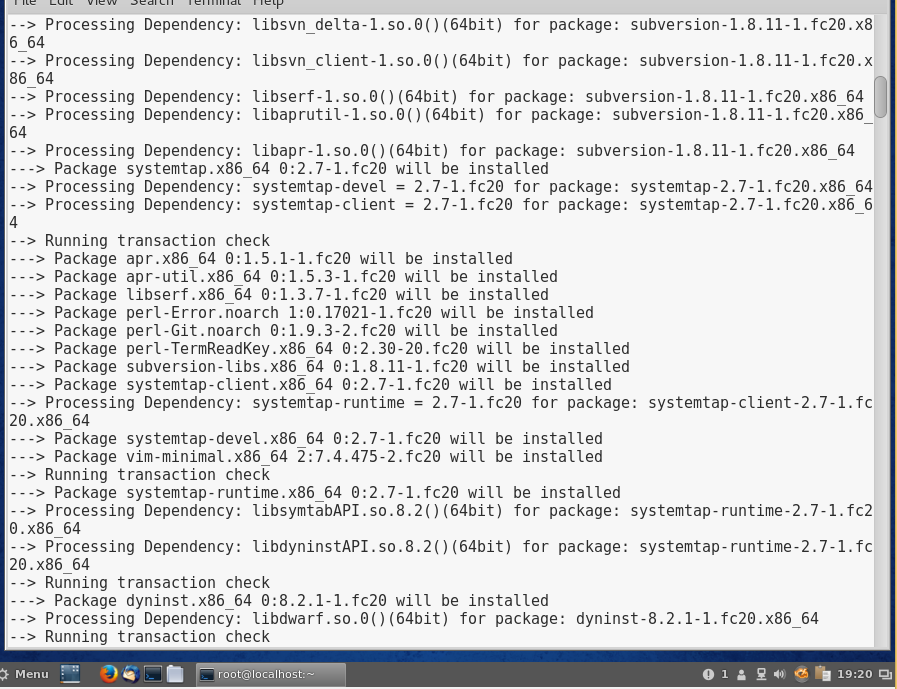 File Edit View Search Terminal Help
--> Processing Dependency: libsvn_delta-1.so.0()(64bit) for package: subversion-1.8.11-1.fc20.x8
6_64
--> Processing Dependency: libsvn_client-1.so.0()(64bit) for package: subversion-1.8.11-1.fc20.x
86_64
--> Processing Dependency: libserf-1.so.0()(64bit) for package: subversion-1.8.11-1.fc20.x86_64
--> Processing Dependency: libaprutil-1.so.0()(64bit) for package: subversion-1.8.11-1.fc20.x86_
64
--> Processing Dependency: libapr-1.so.0()(64bit) for package: subversion-1.8.11-1.fc20.x86_64
---> Package systemtap.x86_64 0:2.7-1.fc20 will be installed
--> Processing Dependency: systemtap-devel = 2.7-1.fc20 for package: systemtap-2.7-1.fc20.x86_64
--> Processing Dependency: systemtap-client = 2.7-1.fc20 for package: systemtap-2.7-1.fc20.x86_6
4
--> Running transaction check
---> Package apr.x86_64 0:1.5.1-1.fc20 will be installed
---> Package apr-util.x86_64 0:1.5.3-1.fc20 will be installed
---> Package libserf.x86_64 0:1.3.7-1.fc20 will be installed
---> Package perl-Error.noarch 1:0.17021-1.fc20 will be installed
---> Package perl-Git.noarch 0:1.9.3-2.fc20 will be installed
---> Package perl-TermReadKey.x86_64 0:2.30-20.fc20 will be installed
---> Package subversion-libs.x86_64 0:1.8.11-1.fc20 will be installed
---> Package systemtap-client.x86_64 0:2.7-1.fc20 will be installed
--> Processing Dependency: systemtap-runtime = 2.7-1.fc20 for package: systemtap-client-2.7-1.fc
20.x86_64
---> Package systemtap-devel.x86_64 0:2.7-1.fc20 will be installed
---> Package vim-minimal.x86_64 2:7.4.475-2.fc20 will be installed
--> Running transaction check
---> Package systemtap-runtime.x86_64 0:2.7-1.fc20 will be installed
--> Processing Dependency: libsymtabAPI.so.8.2()(64bit) for package: systemtap-runtime-2.7-1.fc2
0.x86_64
--> Processing Dependency: libdyninstAPI.so.8.2()(64bit) for package: systemtap-runtime-2.7-1.fc
20.x86_64
--> Running transaction check
---> Package dyninst.x86_64 0:8.2.1-1.fc20 will be installed
--> Processing Dependency: libdwarf.so.0()(64bit) for package: dyninst-8.2.1-1.fc20.x86_64
--> Running transaction check
Menu root@localhost:~ 1 19:20